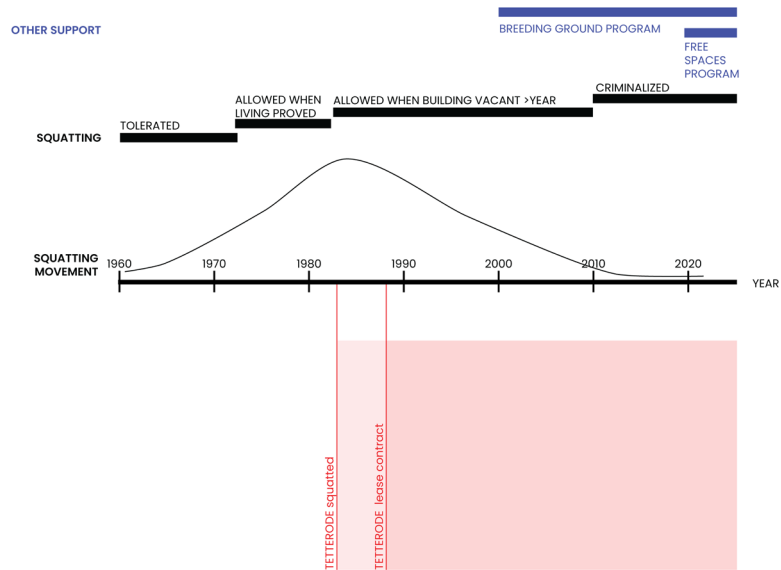 OTHER SUPPORT
BREEDING GROUND PROGRAM
FREE
SPACES
PROGRAM
SQUATTING
TOLERATED
ALLOWED WHEN
LIVING PROVED
ALLOWED WHEN BUILDING VACANT >YEAR
CRIMINALIZED
SQUATTING
MOVEMENT
1960
1970
1980
1990
2000
2010
2020
YEAR
TETTERODE squatted
TETTERODE lease contract